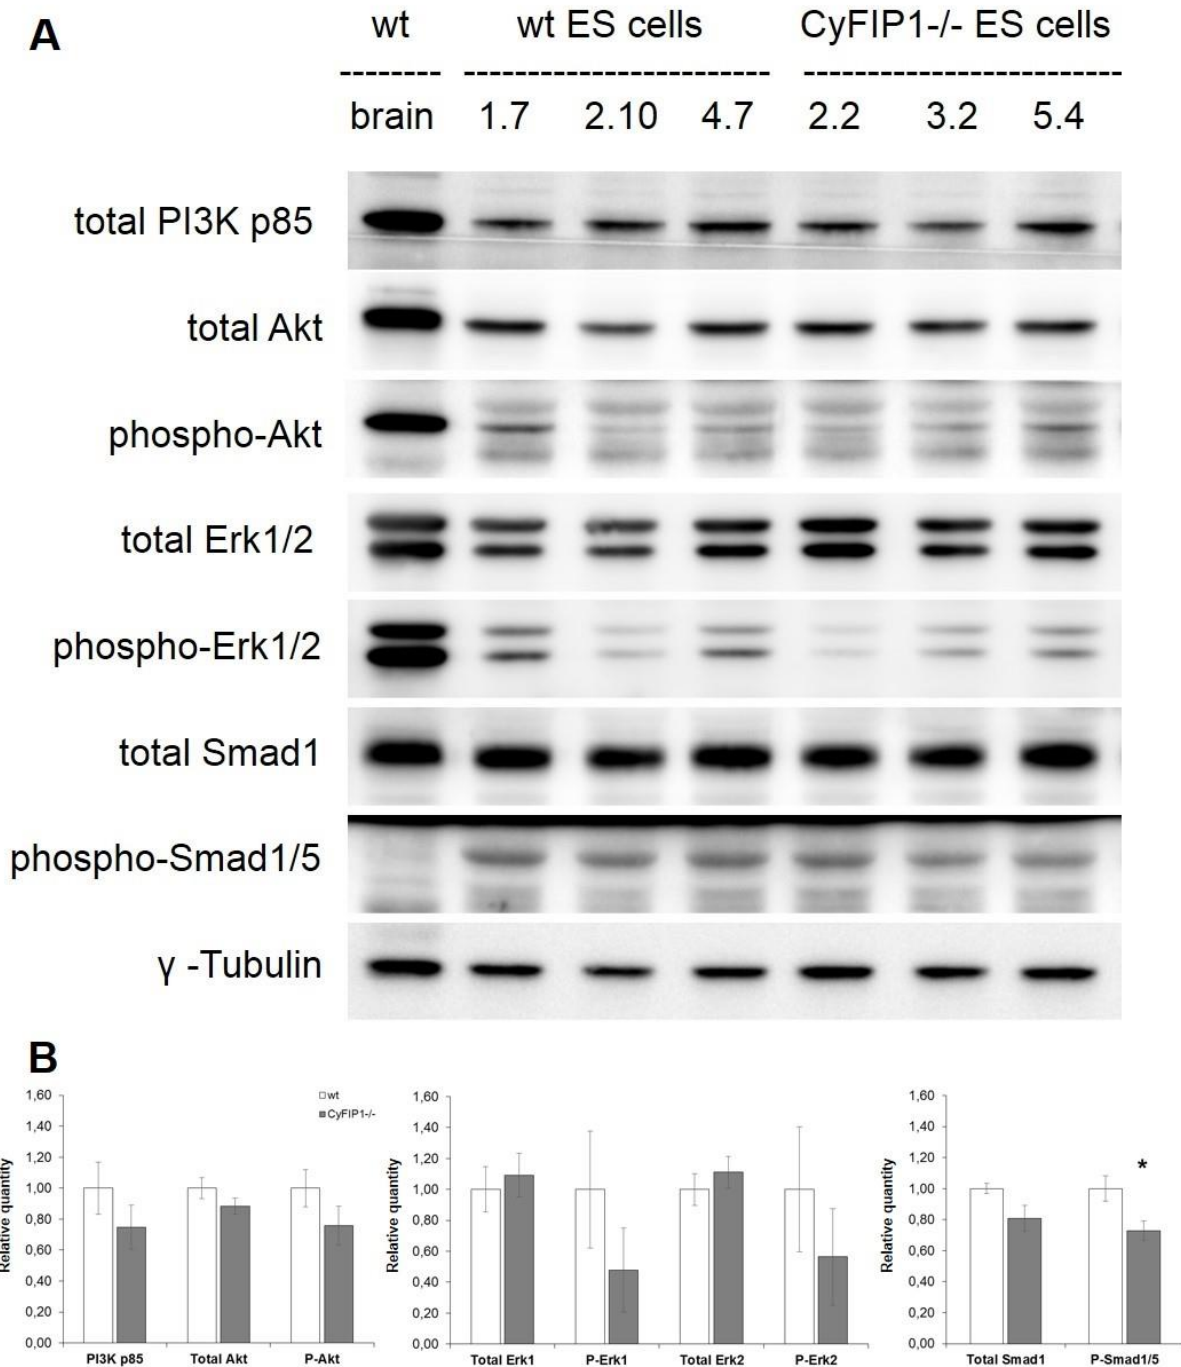 A
wt
wt ES cells
CyFIP1-/- ES cells
--------
------------------------
-------------------------
brain
1.7
2.10
4.7
2.2
3.2
5.4
total PI3K p85
total Akt
phospho-Akt
total Erk1/2
phospho-Erk1/2
total Smad1
phospho-Smad1/5
γ -Tubulin
B
Relative quantity
1,60
1,40
1,20
1,00
0,80
0,60
0,40
0,20
0,00
wt
CyFIP1-/-
PI3K p85
Total Akt
P-Akt
Relative quantity
1,60
1,40
1,20
1,00
0,80
0,60
0,40
0,20
0,00
Total Erk1
P-Erk1
Total Erk2
P-Erk2
Relative quantity
1,60
1,40
1,20
1,00
0,80
0,60
0,40
0,20
0,00
*
Total Smad1
P-Smad1/5